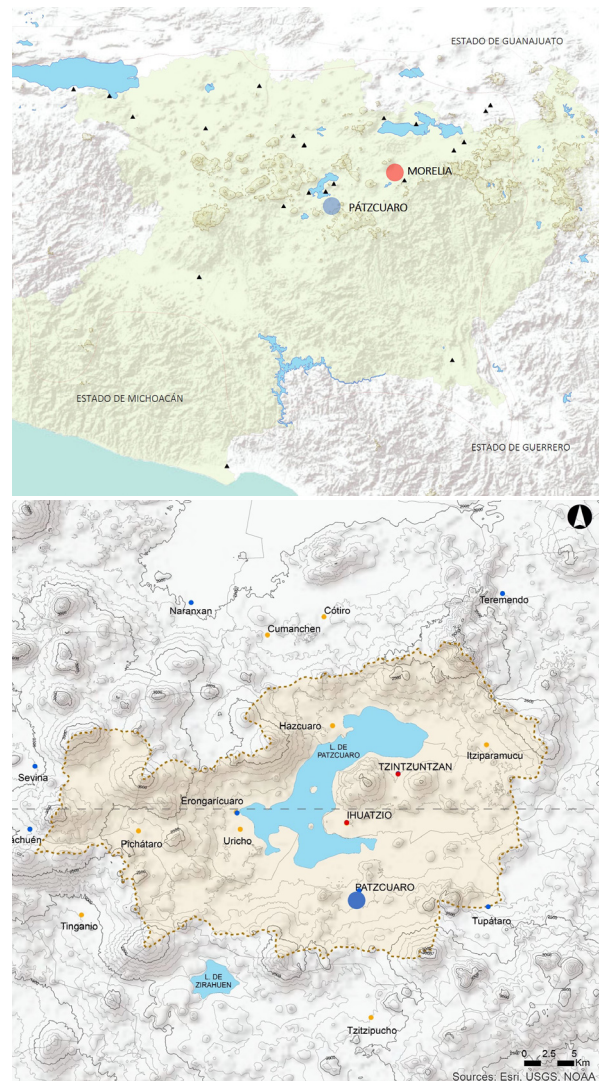 ESTADO DE GUANAJUATO
MORELIA
PÁTZCUARO
ESTADO DE MICHOACÁN
ESTADO DE GUERRERO
Naranxan
Cótiro
Cumanchen
Teremendo
Hazcuaro
L. DE
PATZCUARO
Itziparamucu
TZINTZUNTZAN
Sevina
Erongarícuaro
IHUATZIO
áchuén
Pichátaro
Uricho
PATZCUARO
Tinganio
Tupátaro
L. DE
ZIRAHUEN
Tzitzipucho
0 2.5 5
Km
Sources: Esri, USGS, NOAA